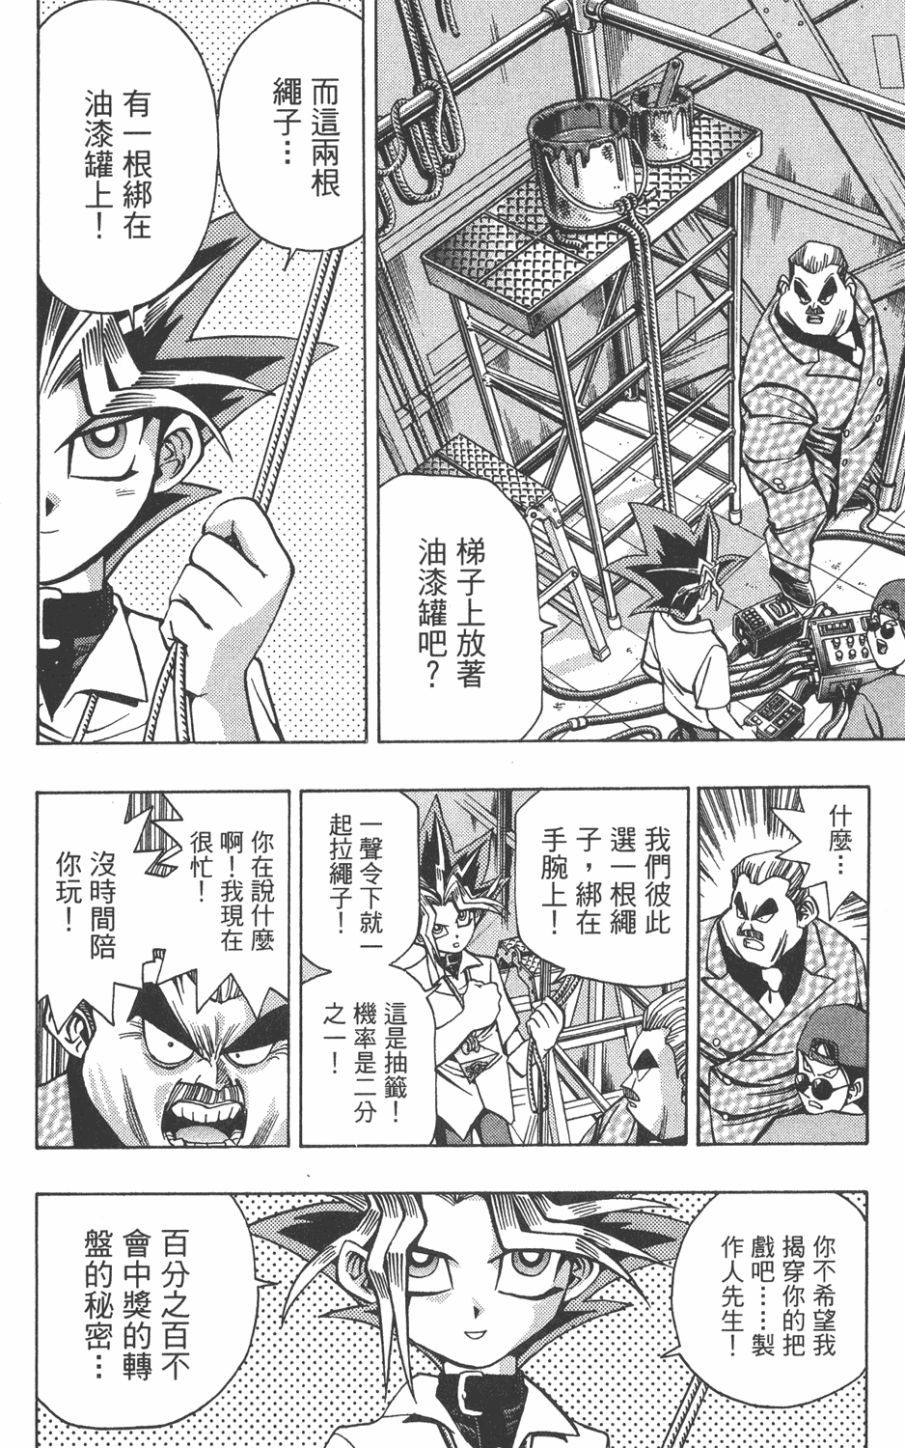 梯子上放著
油漆罐吧？
而這兩根
繩子…
有一根綁在
油漆罐上！
什麼…
我們彼此
選一根繩
子，綁在
手腕上！
一聲令下就一
起拉繩子！
這是抽籤！
機率是二分
之一！
你在說什麼
啊！我現在
很忙！
沒時間陪
你玩！
你不希望我
揭穿你的把
戲吧……製
作人先生！
百分之百不
會中獎的轉
盤的秘密…